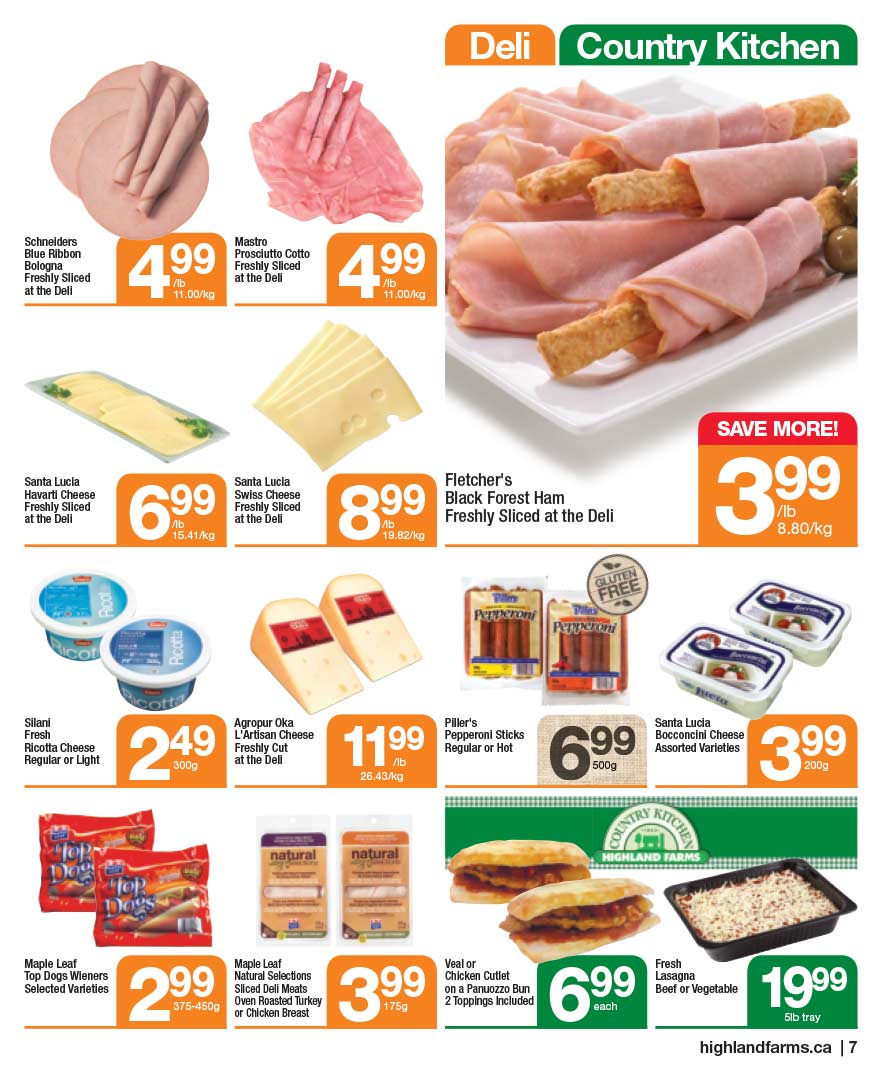 Deli
Country Kitchen
Schneiders
Blue Ribbon
Bologna
Freshly Sliced
at the Deli
4.99
/lb
11.00/kg
Mastro
Prosciutto Cotto
Freshly Sliced
at the Deli
4.99
/lb
11.00/kg
Santa Lucia
Havarti Cheese
Freshly Sliced
at the Deli
6.99
/lb
15.41/kg
Santa Lucia
Swiss Cheese
Freshly Sliced
at the Deli
8.99
/lb
19.82/kg
Fletcher's
Black Forest Ham
Freshly Sliced at the Deli
SAVE MORE!
3.99
/lb
8.80/kg
Ricotta
Ricotta
Silani
Fresh
Ricotta Cheese
Regular or Light
2.49
300g
Agropur Oka
L'Artisan Cheese
Freshly Cut
at the Deli
11.99
/lb
26.43/kg
GLUTEN
FREE
Piller's
Pepperoni
Piller's
Pepperoni
Piller's
Pepperoni Sticks
Regular or Hot
6.99
500g
Bocconcini
Bocconcini
Santa Lucia
Bocconcini Cheese
Assorted Varieties
3.99
200g
Top
Dogs
Top
Dogs
Maple Leaf
Top Dogs Wieners
Selected Varieties
2.99
375-450g
natural
selections
natural
selections
Maple Leaf
Natural Selections
Sliced Deli Meats
Oven Roasted Turkey
or Chicken Breast
3.99
175g
COUNTRY KITCHEN
HIGHLAND FARMS
Veal or
Chicken Cutlet
on a Panuozzo Bun
2 Toppings Included
6.99
each
Fresh
Lasagna
Beef or Vegetable
19.99
5lb tray
highlandfarms.ca | 7